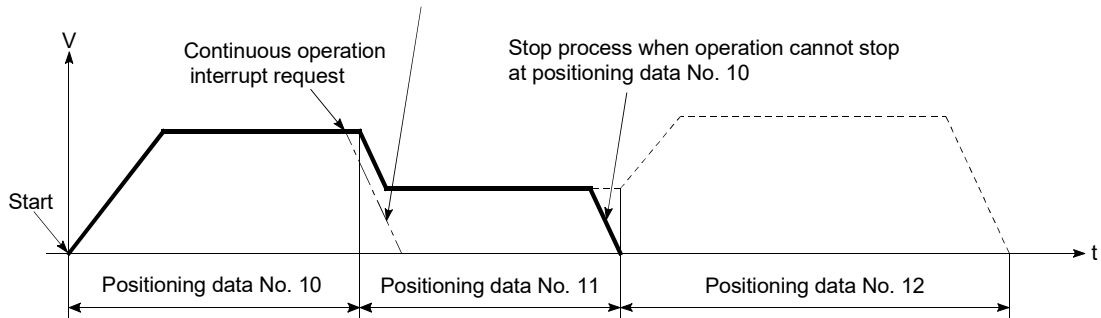 V
Continuous operation
interrupt request
Stop process when operation cannot stop
at positioning data No. 10
Start
t
Positioning data No. 10
Positioning data No. 11
Positioning data No. 12